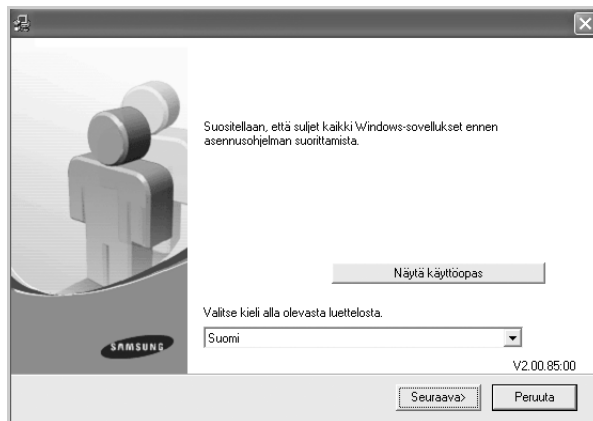 Suositellaan, että suljet kaikki Windows-sovellukset ennen
asennusohjelman suorittamista.
Näytä käyttöopas
Valitse kieli alla olevasta luettelosta.
Suomi
SAMSUNG
V2.00.85:00
Seuraava>
Peruuta